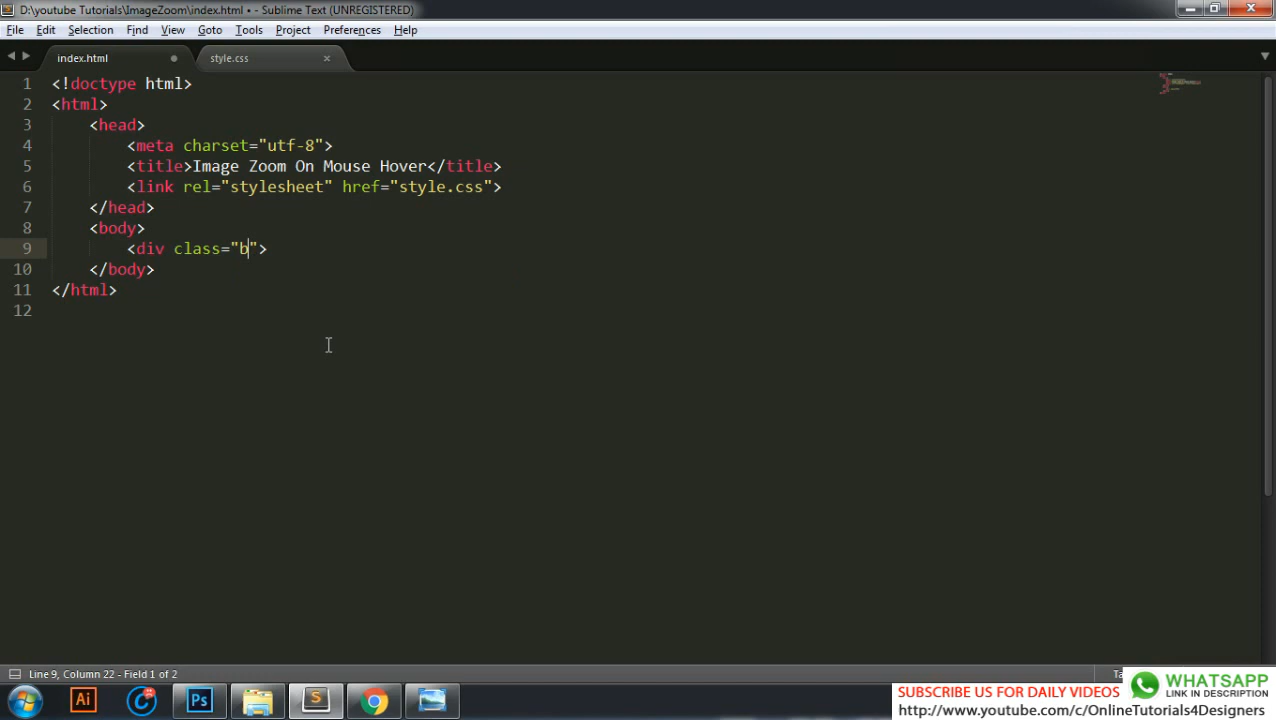 D:\youtube Tutorials\ImageZoom\index.html • - Sublime Text (UNREGISTERED)
File Edit Selection Find View Goto Tools Project Preferences Help
index.html style.css
1 <!doctype html>
2 <html>
3 <head>
4 <meta charset="utf-8">
5 <title>Image Zoom On Mouse Hover</title>
6 <link rel="stylesheet" href="style.css">
7 </head>
8 <body>
9 <div class="b">
10 </body>
11 </html>
12
Line 9, Column 22 - Field 1 of 2
Ai Ps S
SUBSCRIBE US FOR DAILY VIDEOS
http://www.youtube.com/c/OnlineTutorials4Designers
WHATSAPP
LINK IN DESCRIPTION